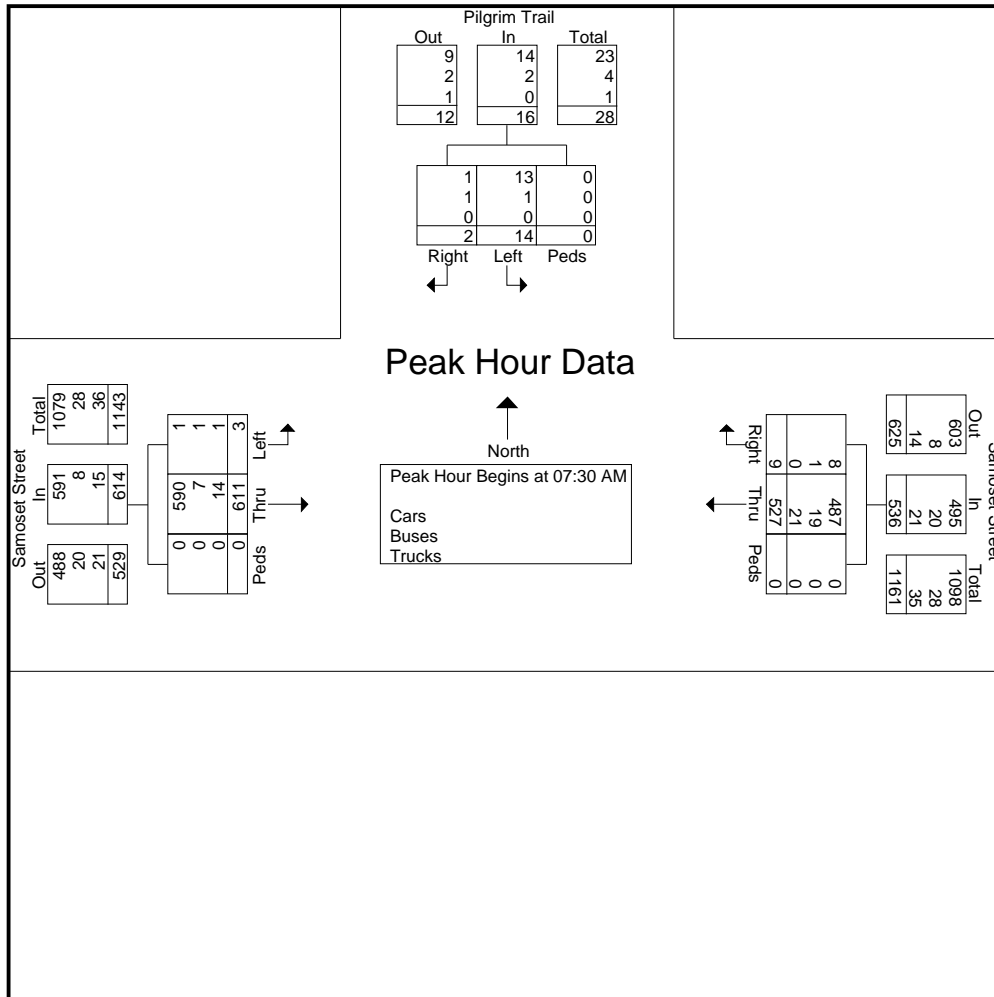 Pilgrim Trail
Out In Total
9 14 23
2 2 4
1 0 1
12 16 28
1 13 0
1 1 0
0 0 0
2 14 0
Right Left Peds
Peak Hour Data
North
Peak Hour Begins at 07:30 AM
Cars
Buses
Trucks
Samoset Street
Total In Out
1079 591 488
28 8 20
36 15 21
1143 614 529
1 590 0
1 7 0
1 14 0
3 611 0
Left Thru Peds
Samoset Street
Out In Total
603 495 1098
8 20 28
14 21 35
625 536 1161
8 487 0
1 19 0
0 21 0
9 527 0
Right Thru Peds